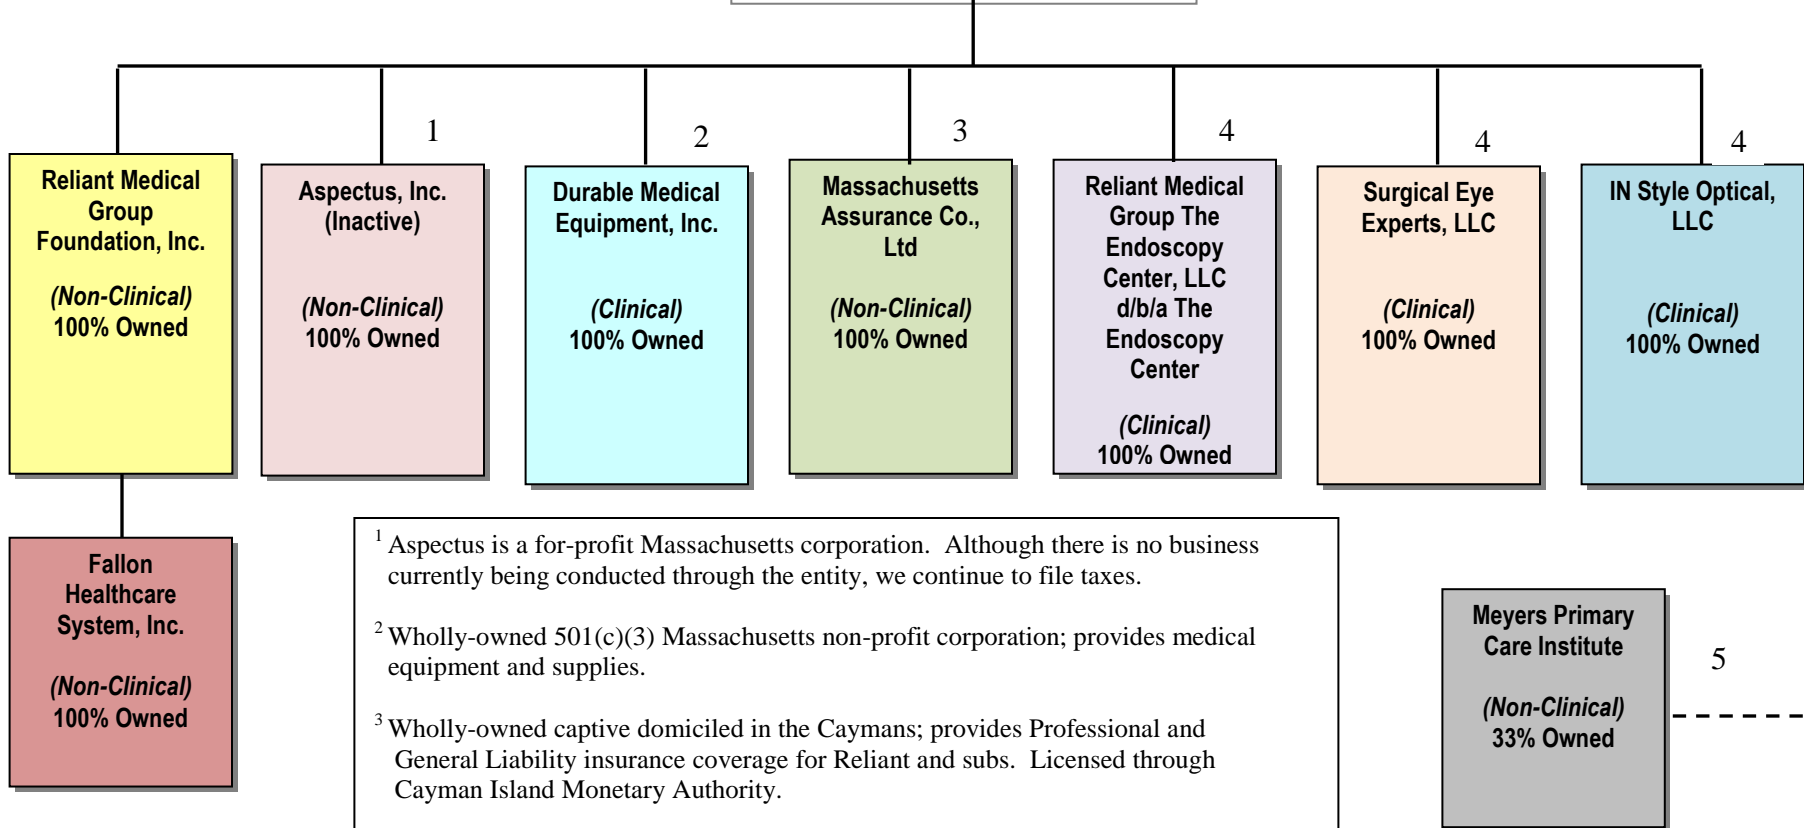 1
2
3
4
4
4
Reliant Medical
Group
Foundation, Inc.
(Non-Clinical)
100% Owned
Aspectus, Inc.
(Inactive)
(Non-Clinical)
100% Owned
Durable Medical
Equipment, Inc.
(Clinical)
100% Owned
Massachusetts
Assurance Co.,
Ltd
(Non-Clinical)
100% Owned
Reliant Medical
Group The
Endoscopy
Center, LLC
d/b/a The
Endoscopy
Center
(Clinical)
100% Owned
Surgical Eye
Experts, LLC
(Clinical)
100% Owned
IN Style Optical,
LLC
(Clinical)
100% Owned
Fallon
Healthcare
System, Inc.
(Non-Clinical)
100% Owned
1 Aspectus is a for-profit Massachusetts corporation. Although there is no business
currently being conducted through the entity, we continue to file taxes.
2 Wholly-owned 501(c)(3) Massachusetts non-profit corporation; provides medical
equipment and supplies.
3 Wholly-owned captive domiciled in the Caymans; provides Professional and
General Liability insurance coverage for Reliant and subs. Licensed through
Cayman Island Monetary Authority.
Meyers Primary
Care Institute
(Non-Clinical)
33% Owned
5